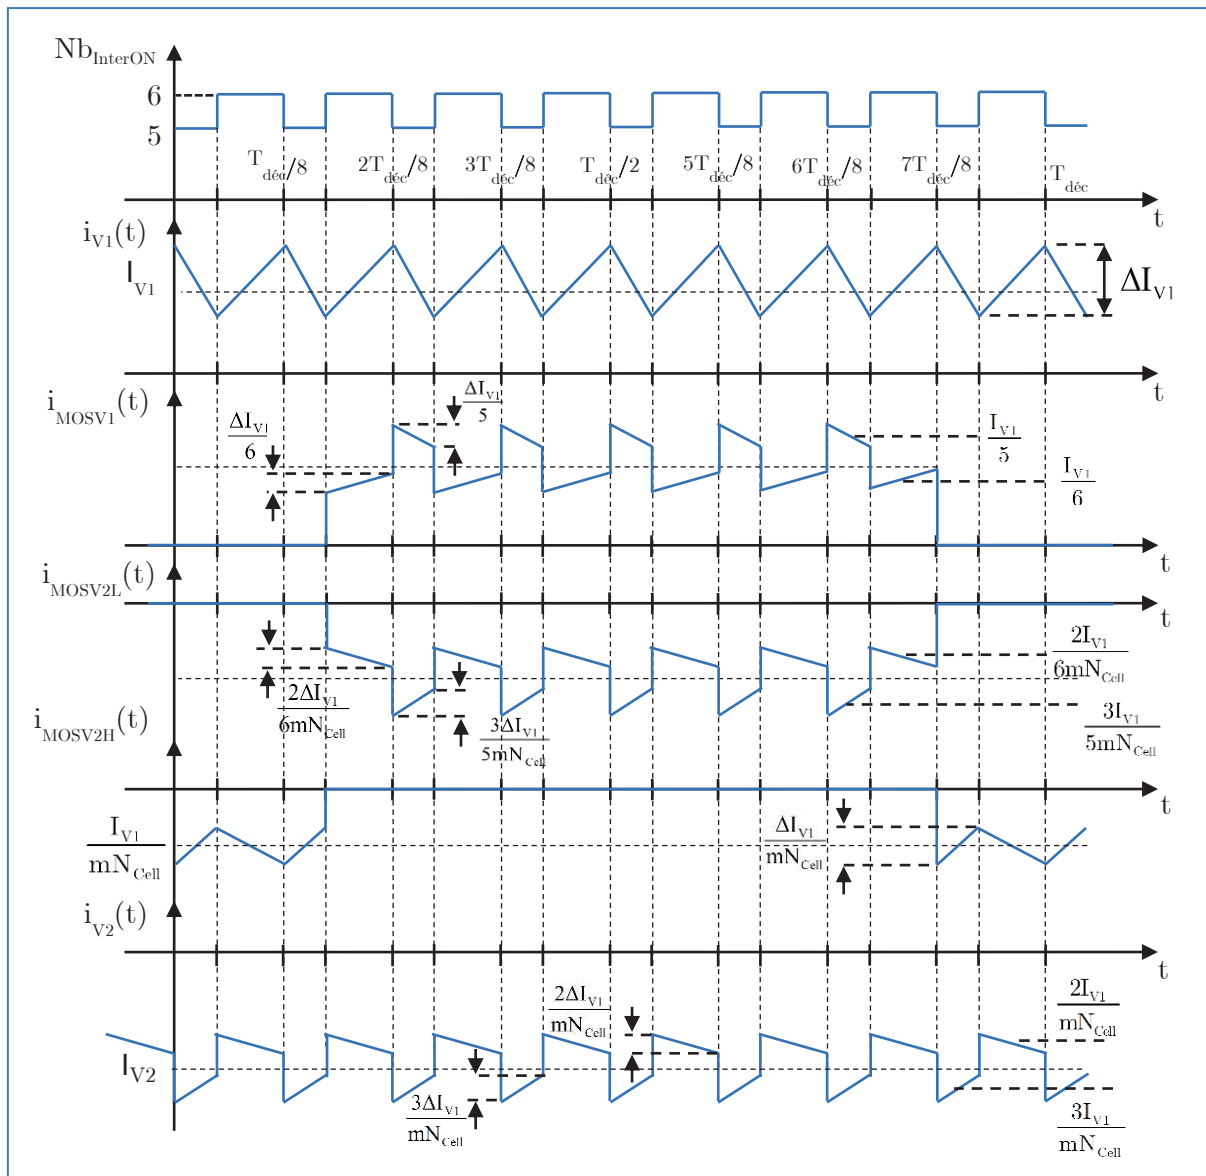 Nb_InterON
6
5
T_déc/8
2T_déc/8
3T_déc/8
T_déc/2
5T_déc/8
6T_déc/8
7T_déc/8
T_déc
t
i_V1(t)
I_V1
ΔI_V1
t
i_MOSV1(t)
ΔI_V1/6
ΔI_V1/5
I_V1/5
I_V1/6
t
i_MOSV2L(t)
2ΔI_V1/6mN_Cell
3ΔI_V1/5mN_Cell
2I_V1/6mN_Cell
3I_V1/5mN_Cell
i_MOSV2H(t)
t
I_V1/mN_Cell
ΔI_V1/mN_Cell
i_V2(t)
t
I_V2
2ΔI_V1/mN_Cell
2I_V1/mN_Cell
3ΔI_V1/mN_Cell
3I_V1/mN_Cell